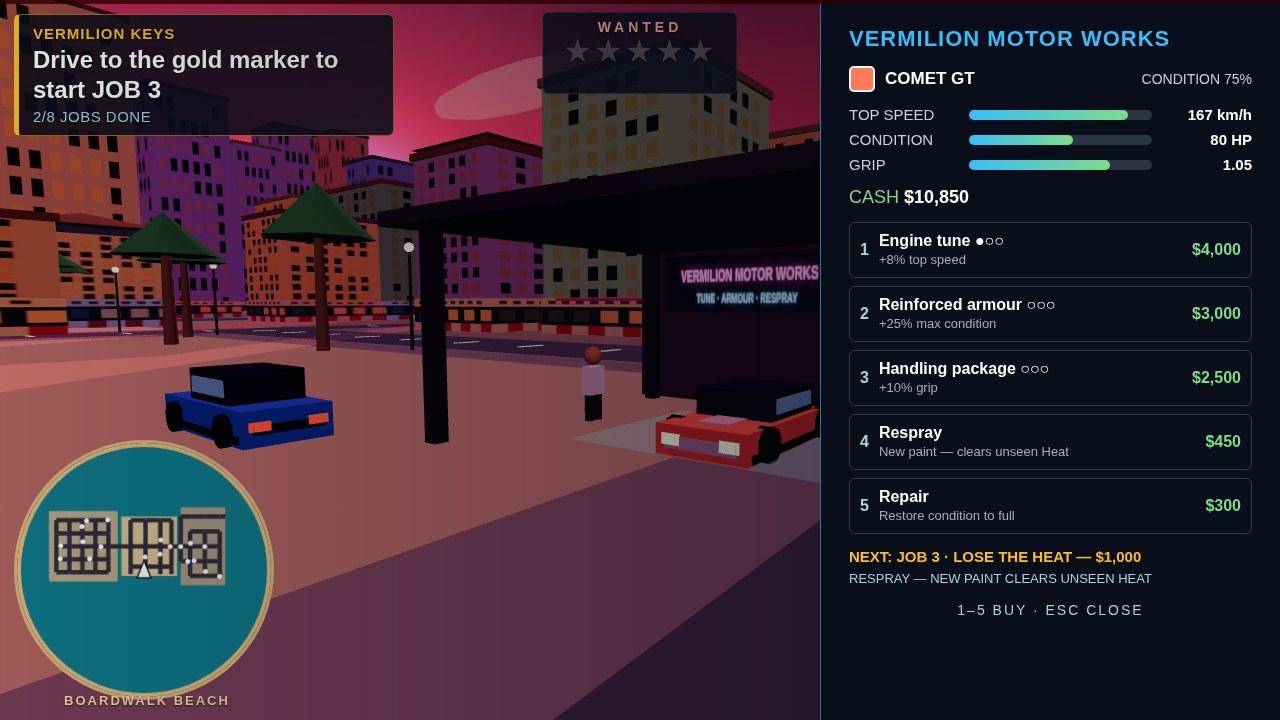 VERMILION KEYS
Drive to the gold marker to
start JOB 3
2/8 JOBS DONE
WANTED
★★★★★
VERMILION MOTOR WORKS
TUNE · ARMOUR · RESPRAY
BOARDWALK BEACH
VERMILION MOTOR WORKS
COMET GT
CONDITION 75%
TOP SPEED 167 km/h
CONDITION 80 HP
GRIP 1.05
CASH $10,850
1 Engine tune ●○○ $4,000
+8% top speed
2 Reinforced armour ○○○ $3,000
+25% max condition
3 Handling package ○○○ $2,500
+10% grip
4 Respray $450
New paint — clears unseen Heat
5 Repair $300
Restore condition to full
NEXT: JOB 3 · LOSE THE HEAT — $1,000
RESPRAY — NEW PAINT CLEARS UNSEEN HEAT
1–5 BUY · ESC CLOSE